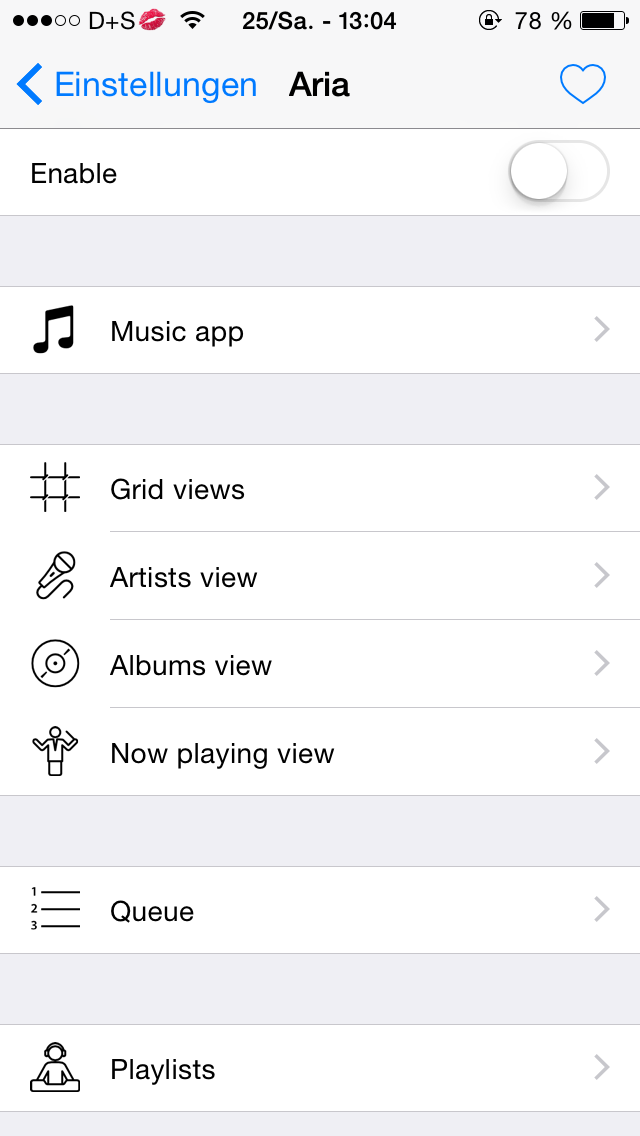 D+S💋 25/Sa. - 13:04 78 %
Einstellungen Aria
Enable
Music app
Grid views
Artists view
Albums view
Now playing view
1
2
3
Queue
Playlists